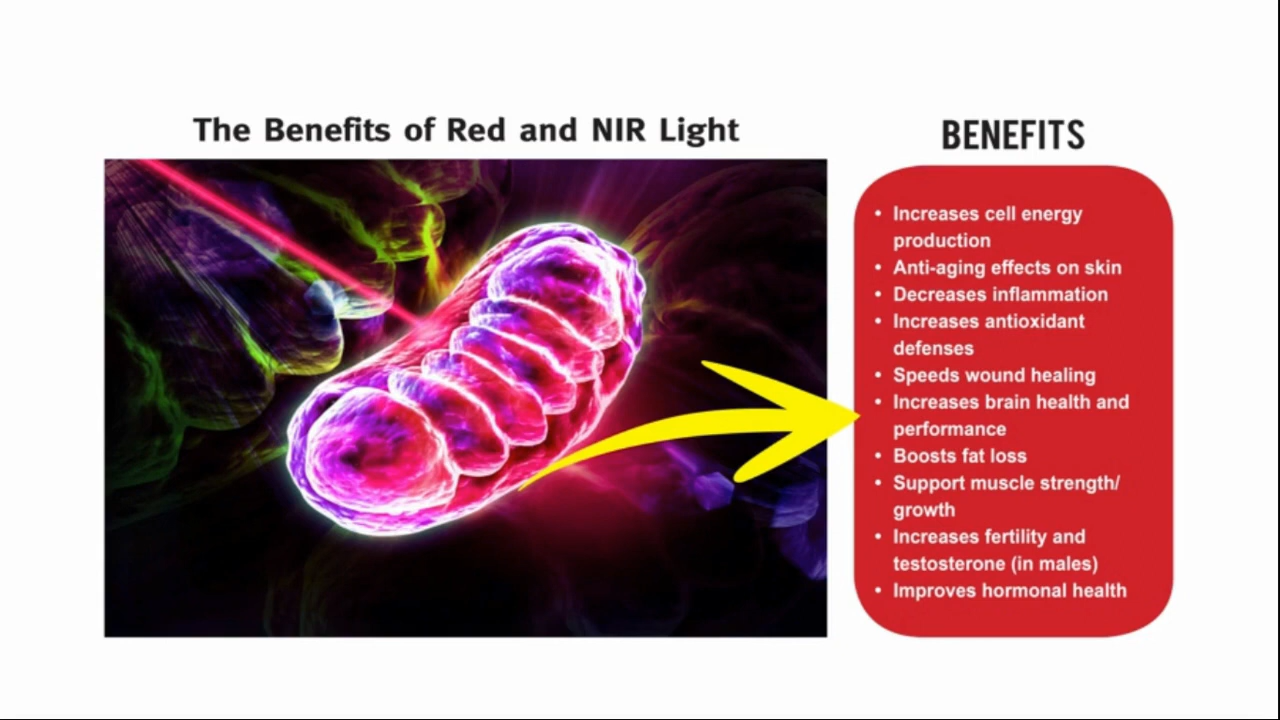 The Benefits of Red and NIR Light
BENEFITS
• Increases cell energy
production
• Anti-aging effects on skin
• Decreases inflammation
• Increases antioxidant
defenses
• Speeds wound healing
• Increases brain health and
performance
• Boosts fat loss
• Support muscle strength/
growth
• Increases fertility and
testosterone (in males)
• Improves hormonal health